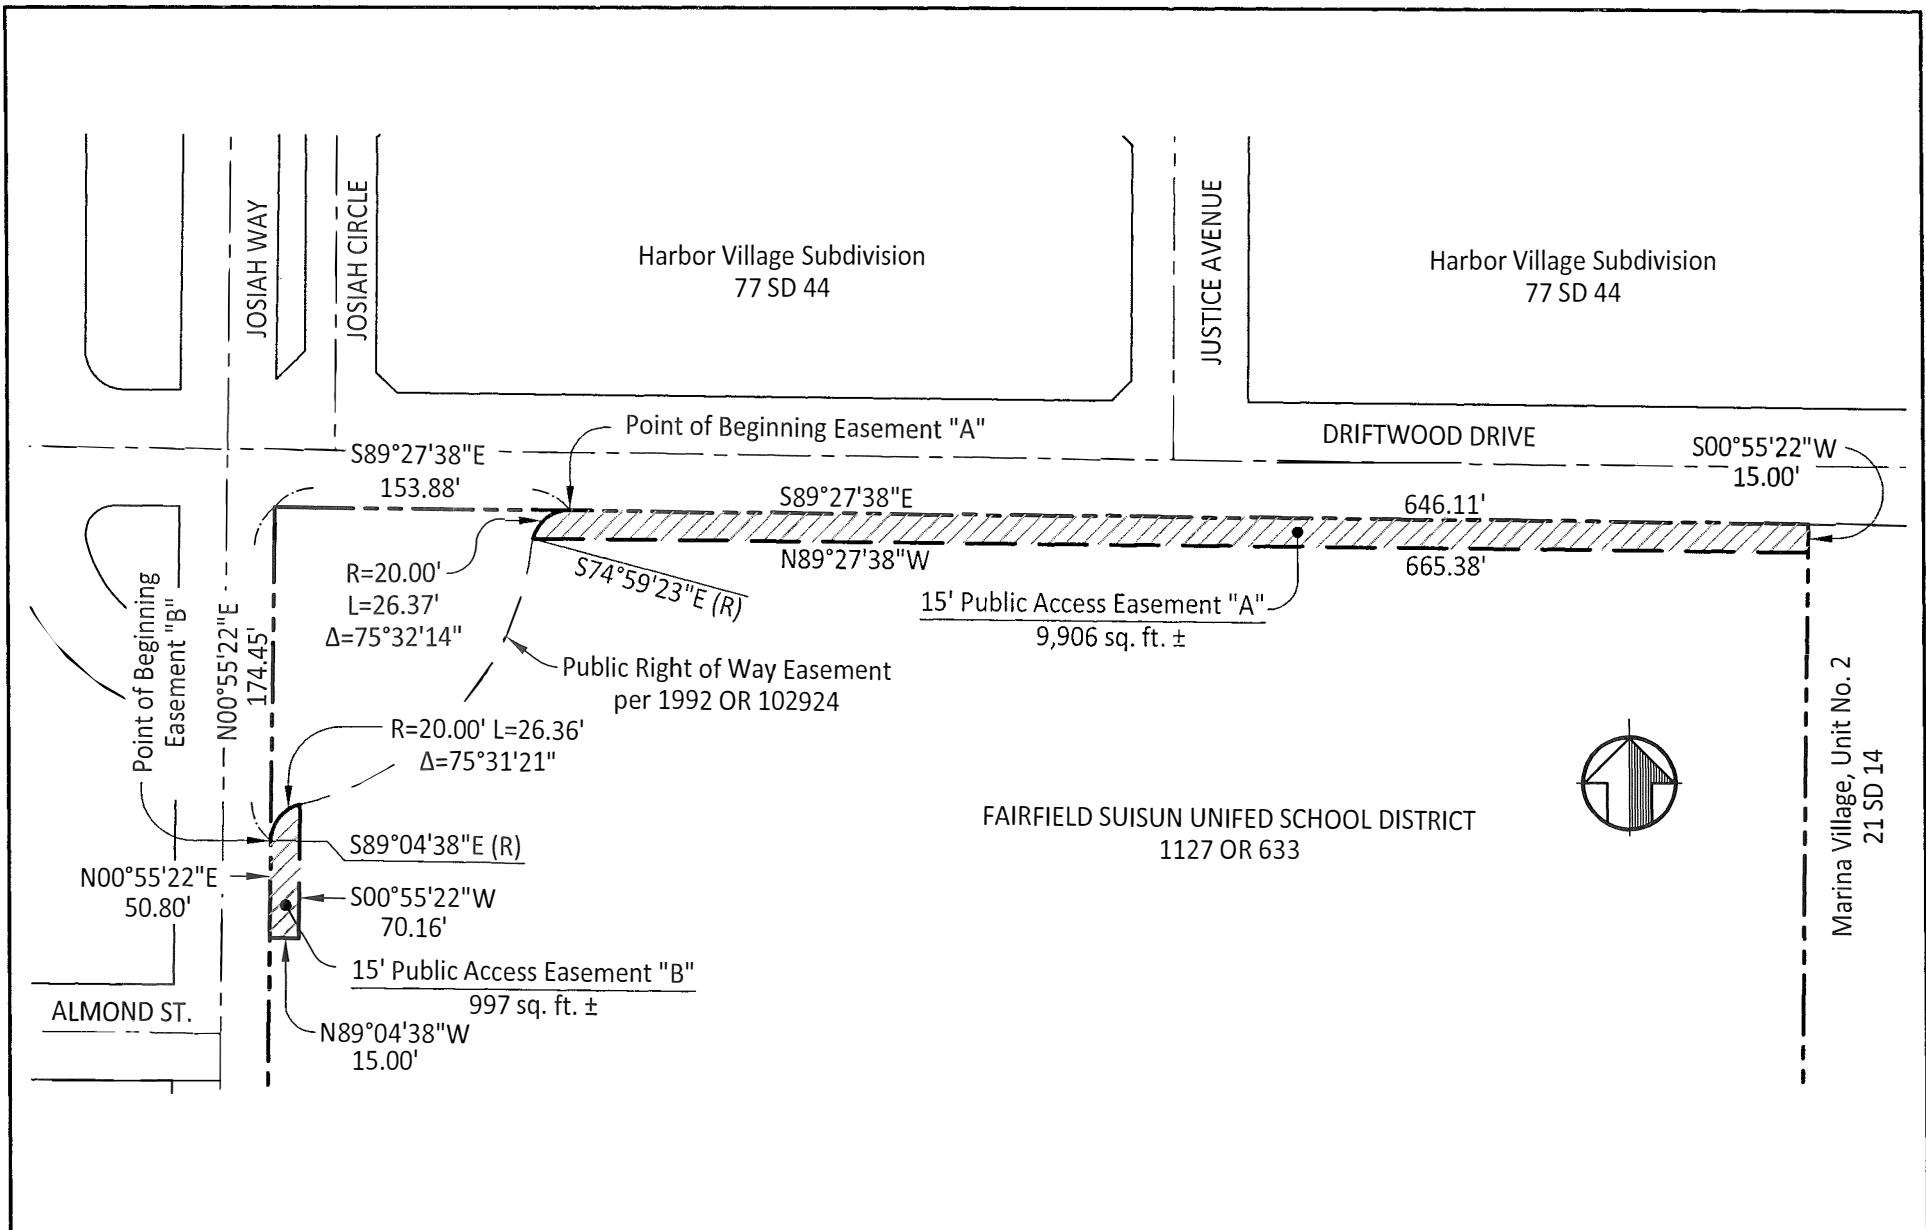 JOSIAH WAY
JOSIAH CIRCLE
Harbor Village Subdivision
77 SD 44
JUSTICE AVENUE
Harbor Village Subdivision
77 SD 44
Point of Beginning Easement "A"
DRIFTWOOD DRIVE
S00°55'22"W
15.00'
S89°27'38"E
153.88'
S89°27'38"E
646.11'
N89°27'38"W
665.38'
R=20.00'
L=26.37'
Δ=75°32'14"
S74°59'23"E (R)
15' Public Access Easement "A"
9,906 sq. ft. ±
Point of Beginning
Easement "B"
N00°55'22"E
174.45'
Public Right of Way Easement
per 1992 OR 102924
R=20.00' L=26.36'
Δ=75°31'21"
Marina Village, Unit No. 2
21 SD 14
FAIRFIELD SUISUN UNIFED SCHOOL DISTRICT
1127 OR 633
S89°04'38"E (R)
N00°55'22"E
50.80'
S00°55'22"W
70.16'
15' Public Access Easement "B"
997 sq. ft. ±
ALMOND ST.
N89°04'38"W
15.00'